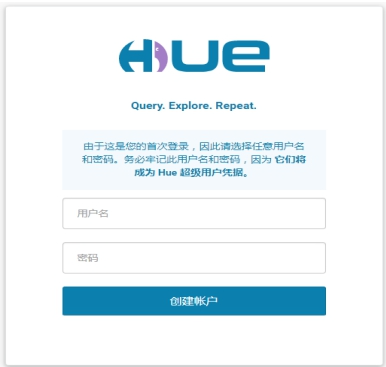 HUE
Query. Explore. Repeat.
由于这是您的首次登录，因此请选择任意用户名
和密码。务必牢记此用户名和密码，因为 它们将
成为 Hue 超级用户凭据。
用户名
密码
创建帐户